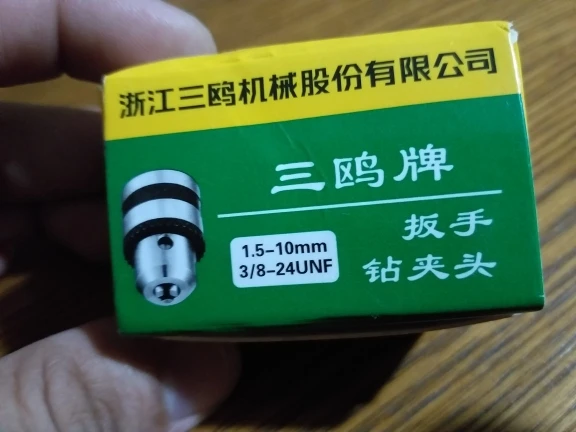 浙江三鸥机械股份有限公司
三鸥牌
扳手
钻夹头
1.5-10mm
3/8-24UNF